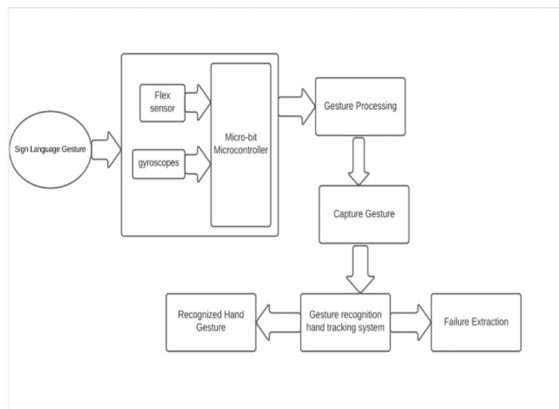 Sign Language Gesture
Flex
sensor
gyroscopes
Micro-bit
Microcontroller
Gesture Processing
Capture Gesture
Gesture recognition
hand tracking system
Recognized Hand
Gesture
Failure Extraction